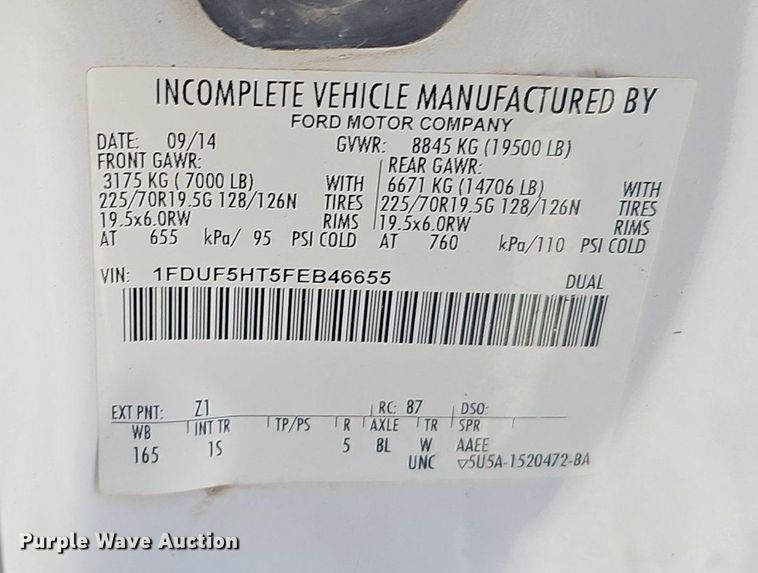 INCOMPLETE VEHICLE MANUFACTURED BY
FORD MOTOR COMPANY
DATE: 09/14 GVWR: 8845 KG (19500 LB)
FRONT GAWR: REAR GAWR:
3175 KG ( 7000 LB) WITH 6671 KG (14706 LB) WITH
225/70R19.5G 128/126N TIRES 225/70R19.5G 128/126N TIRES
19.5x6.0RW RIMS 19.5x6.0RW RIMS
AT 655 kPa/ 95 PSI COLD AT 760 kPa/110 PSI COLD
VIN: 1FDUF5HT5FEB46655 DUAL
EXT PNT: Z1 RC: 87 DSO:
WB INT TR TP/PS R AXLE TR SPR
165 1S 5 8L W AAEE
UNC ▽5U5A-1520472-BA
Purple Wave Auction